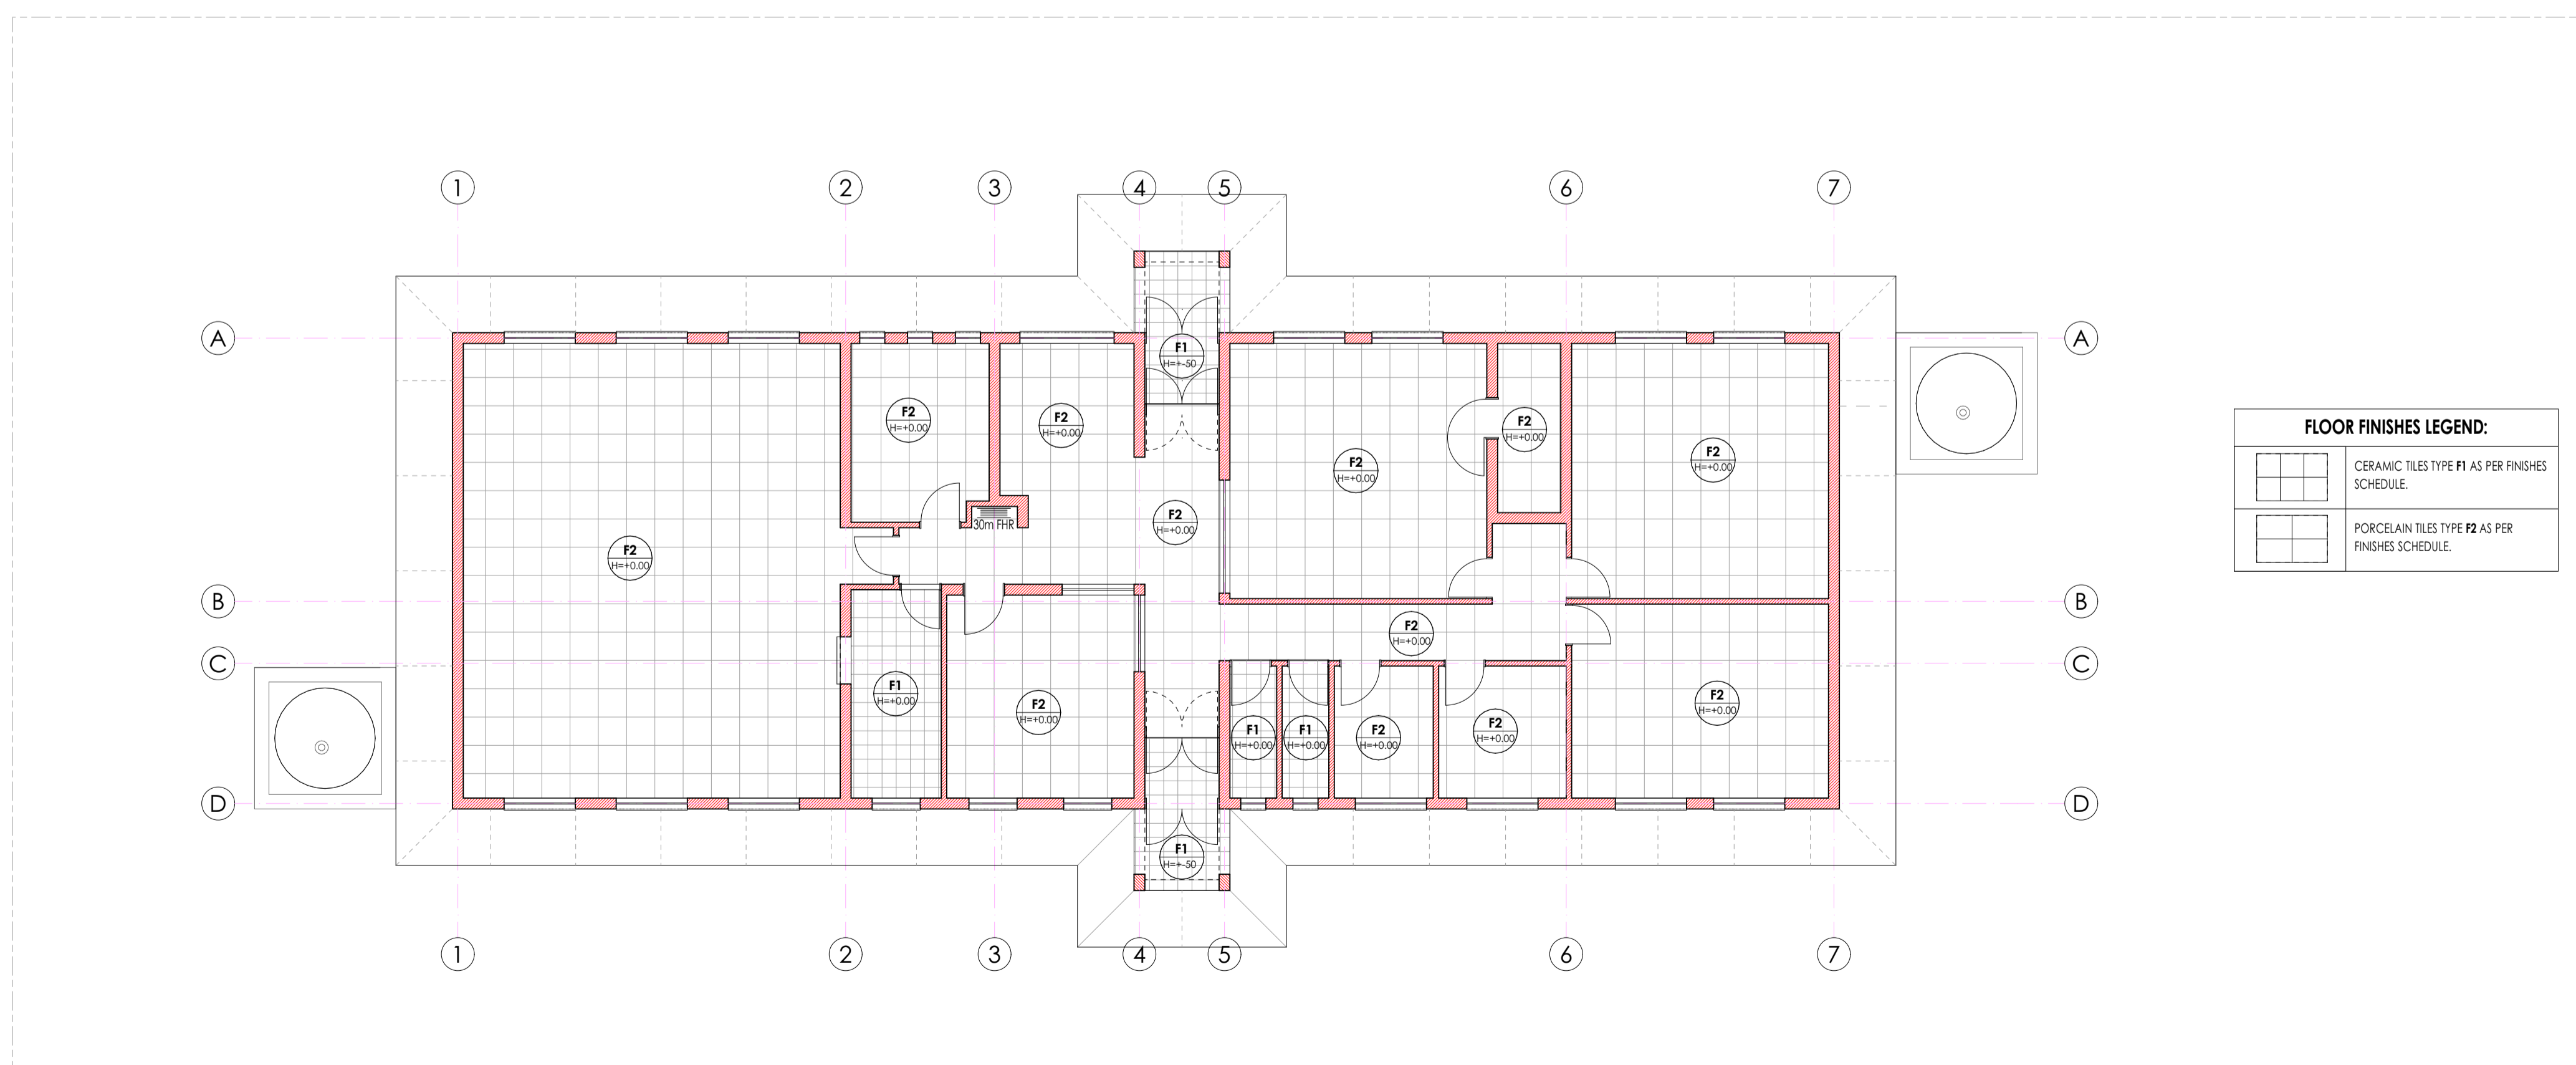 1 2 3 4 5 6 7
A A
F1
H=+-50
F2
H=+0.00
F2
H=+0.00
F2
H=+0.00
F2
H=+0.00
F2
H=+0.00
F2
H=+0.00
F2
H=+0.00
30m FHR
F2
H=+0.00
FLOOR FINISHES LEGEND:
CERAMIC TILES TYPE F1 AS PER FINISHES
SCHEDULE.
PORCELAIN TILES TYPE F2 AS PER
FINISHES SCHEDULE.
B B
F2
H=+0.00
C C
F1
H=+0.00
F2
H=+0.00
F1
H=+0.00
F1
H=+0.00
F2
H=+0.00
F2
H=+0.00
F2
H=+0.00
D D
F1
H=+-50
1 2 3 4 5 6 7